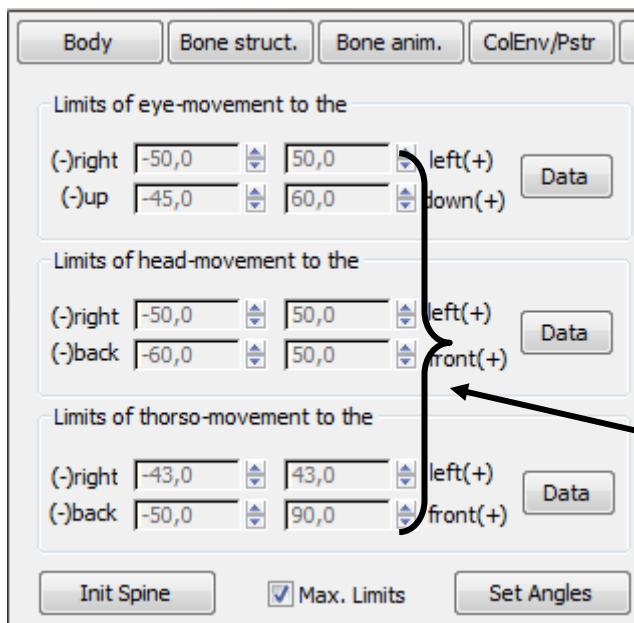 Body Bone struct. Bone anim. ColEnv/Pstr
Limits of eye-movement to the
(-)right -50,0 50,0 left(+) Data
(-)up -45,0 60,0 down(+)
Limits of head-movement to the
(-)right -50,0 50,0 left(+) Data
(-)back -60,0 50,0 front(+)
Limits of thorso-movement to the
(-)right -43,0 43,0 left(+) Data
(-)back -50,0 90,0 front(+)
Init Spine Max. Limits Set Angles